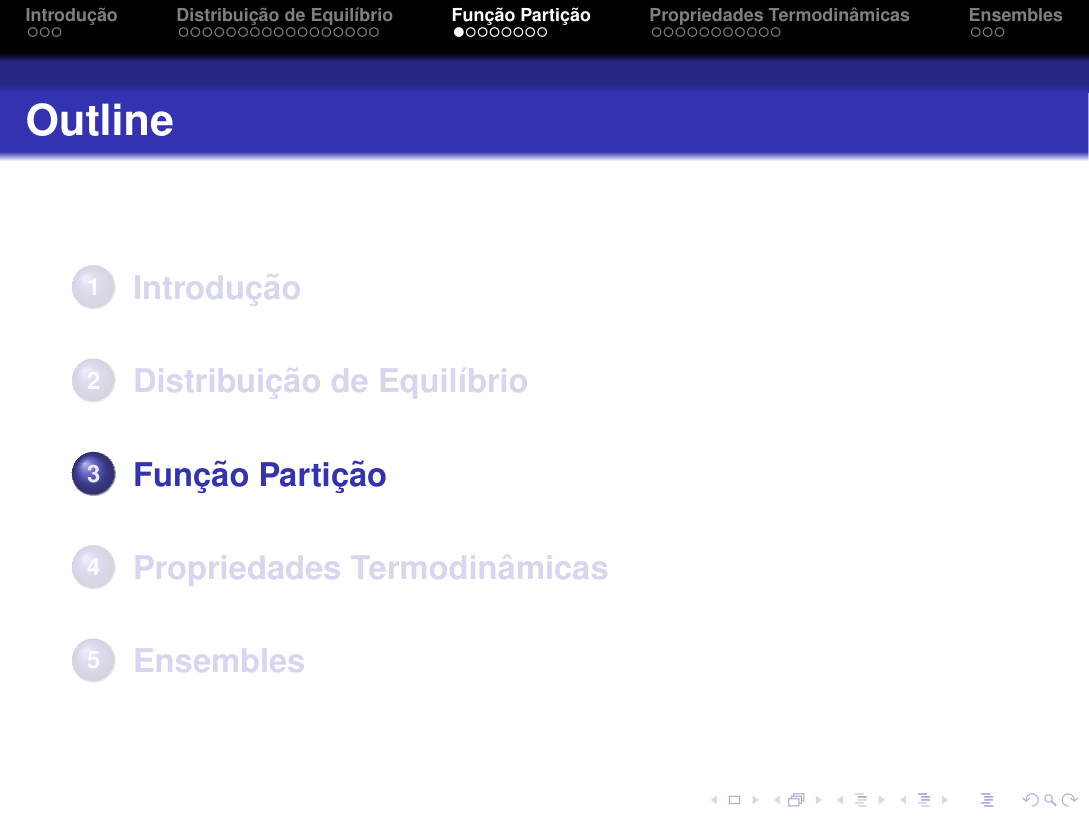 Introdução Distribuição de Equilíbrio Função Partição Propriedades Termodinâmicas Ensembles
Outline
1 Introdução
2 Distribuição de Equilíbrio
3 Função Partição
4 Propriedades Termodinâmicas
5 Ensembles